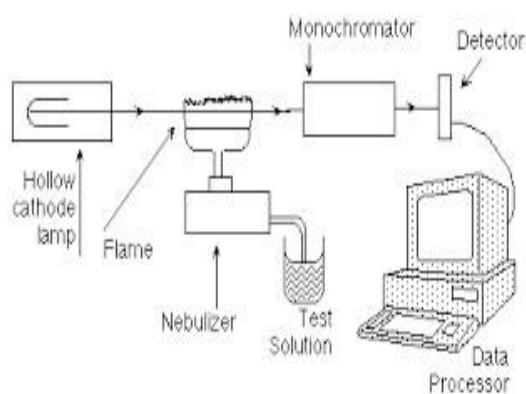 Monochromator
Detector
Hollow
cathode
lamp
Flame
Nebulizer
Test
Solution
Data
Processor